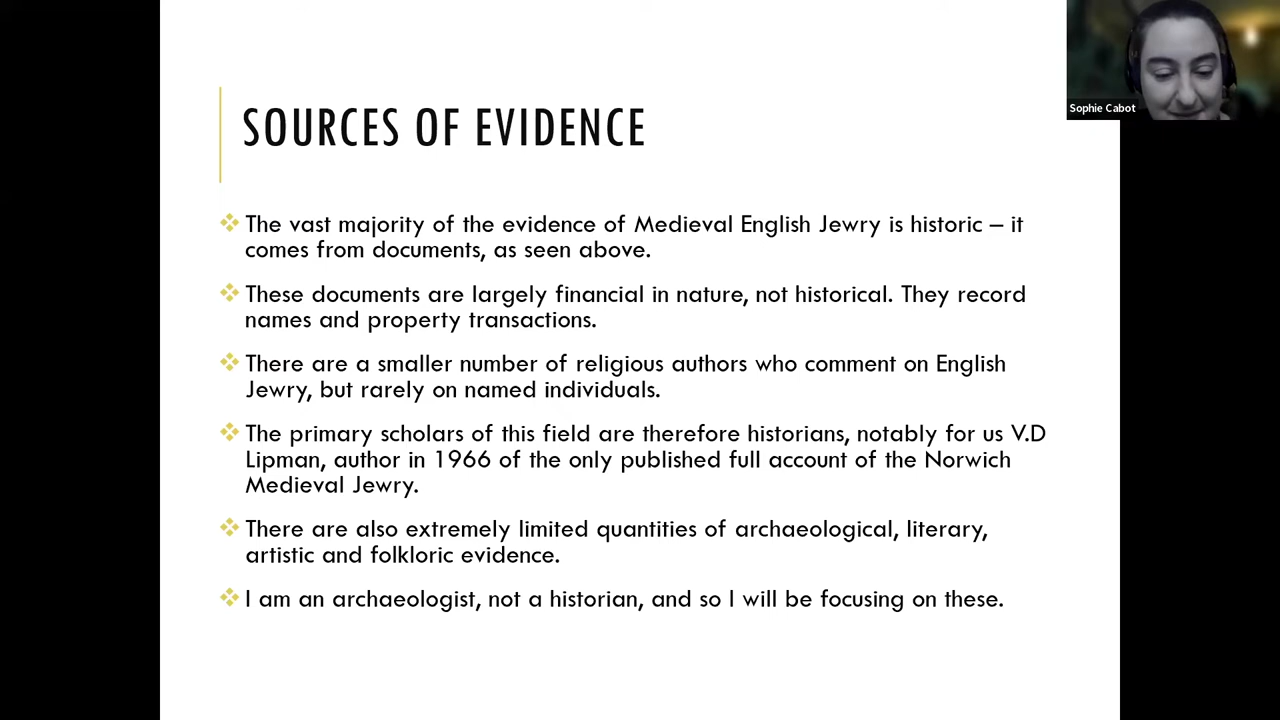 Sophie Cabot
SOURCES OF EVIDENCE
The vast majority of the evidence of Medieval English Jewry is historic – it
comes from documents, as seen above.
These documents are largely financial in nature, not historical. They record
names and property transactions.
There are a smaller number of religious authors who comment on English
Jewry, but rarely on named individuals.
The primary scholars of this field are therefore historians, notably for us V.D
Lipman, author in 1966 of the only published full account of the Norwich
Medieval Jewry.
There are also extremely limited quantities of archaeological, literary,
artistic and folkloric evidence.
I am an archaeologist, not a historian, and so I will be focusing on these.